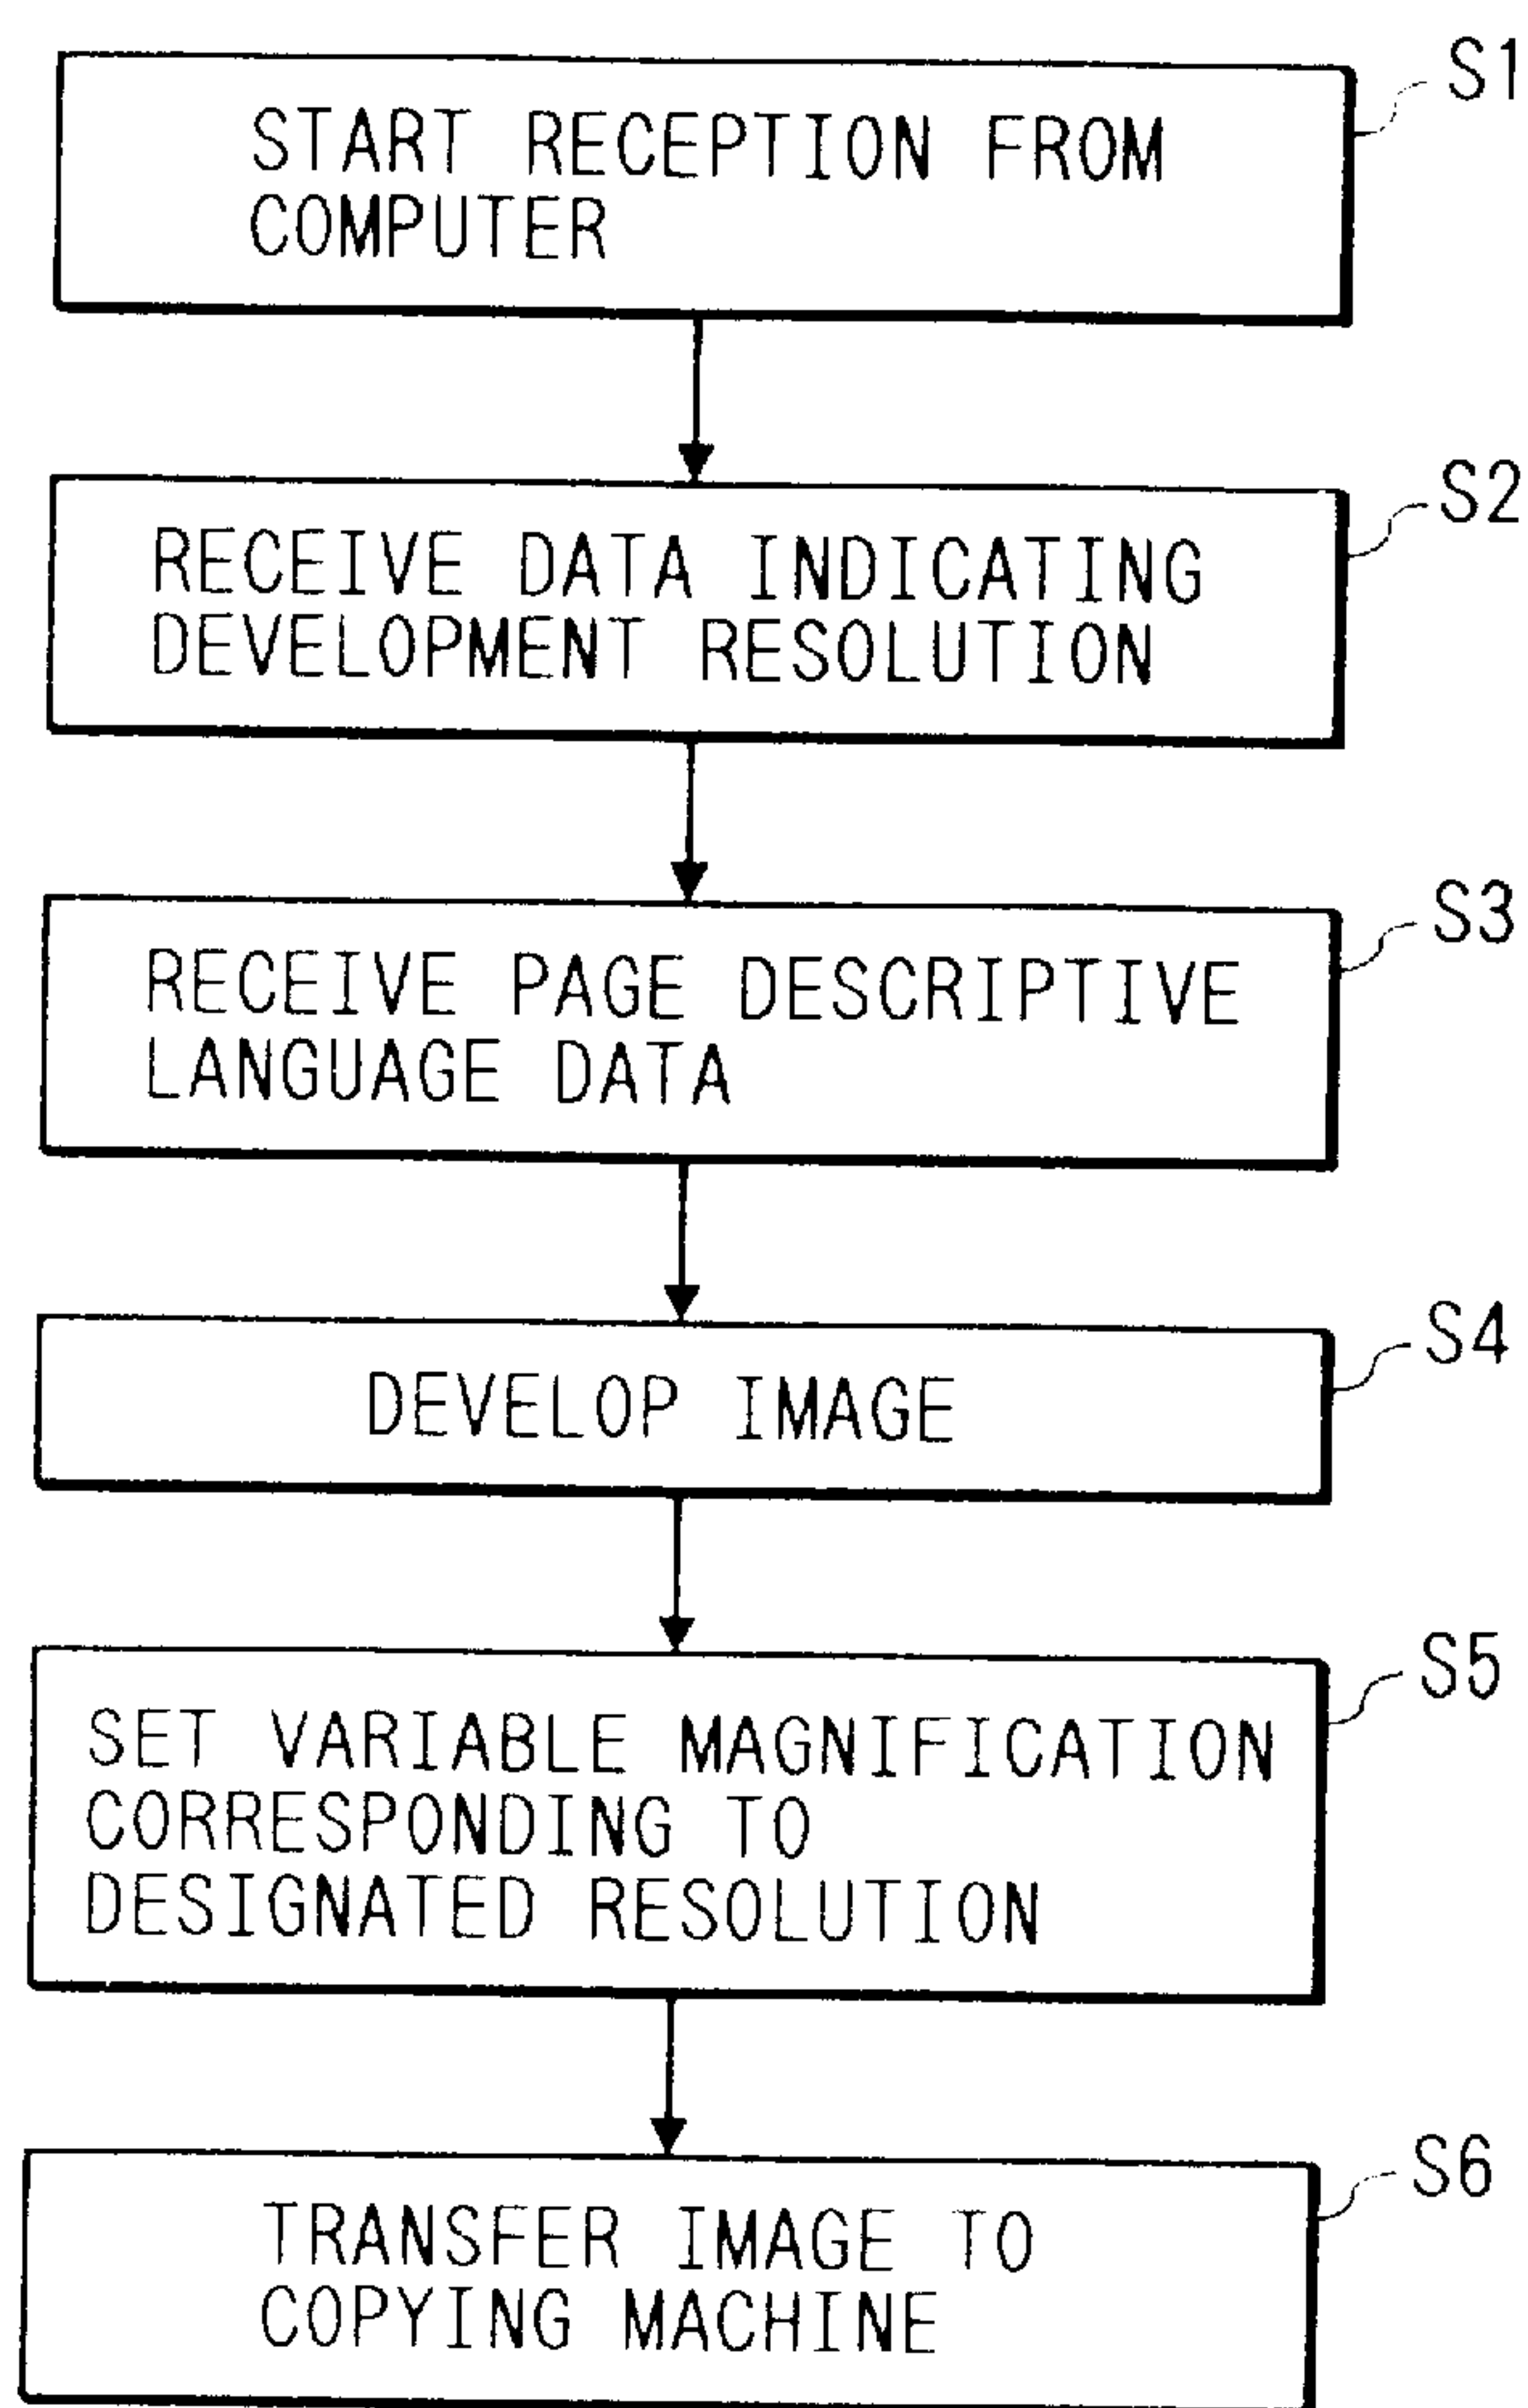 S1
START RECEPTION FROM
COMPUTER
S2
RECEIVE DATA INDICATING
DEVELOPMENT RESOLUTION
S3
RECEIVE PAGE DESCRIPTIVE
LANGUAGE DATA
S4
DEVELOP IMAGE
S5
SET VARIABLE MAGNIFICATION
CORRESPONDING TO
DESIGNATED RESOLUTION
S6
TRANSFER IMAGE TO
COPYING MACHINE